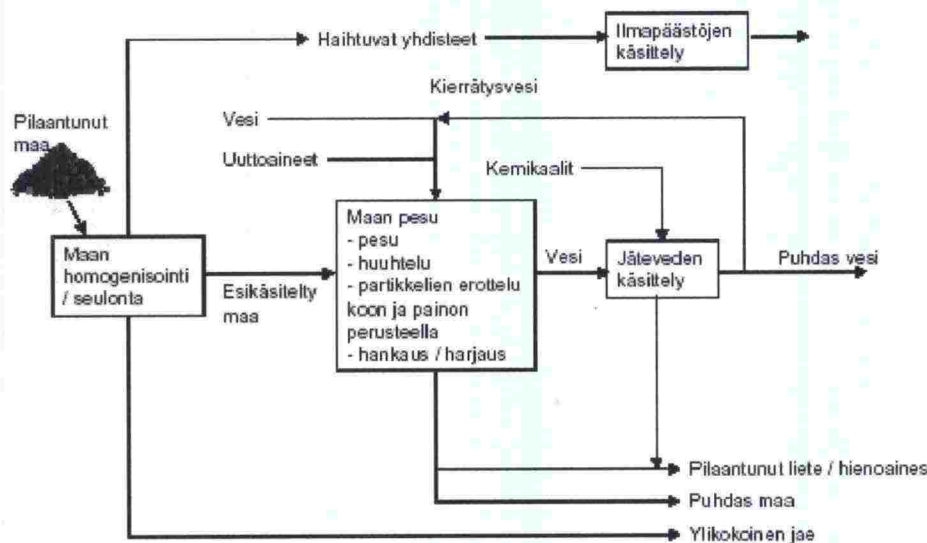 Haihtuvat yhdisteet
Ilmapäästöjen
käsittely
Kierrätysvesi
Pilaantunut
maa
Vesi
Uuttoaineet
Kemikaalit
Maan
homogenisointi
/ seulonta
Esikäsitelty
maa
Maan pesu
- pesu
- huuhtelu
- partikkelien erottelu
koon ja painon
perusteella
- hankaus / harjaus
Vesi
Jäteveden
käsittely
Puhdas vesi
Pilaantunut liete / hienoaines
Puhdas maa
Ylikokoinen jae